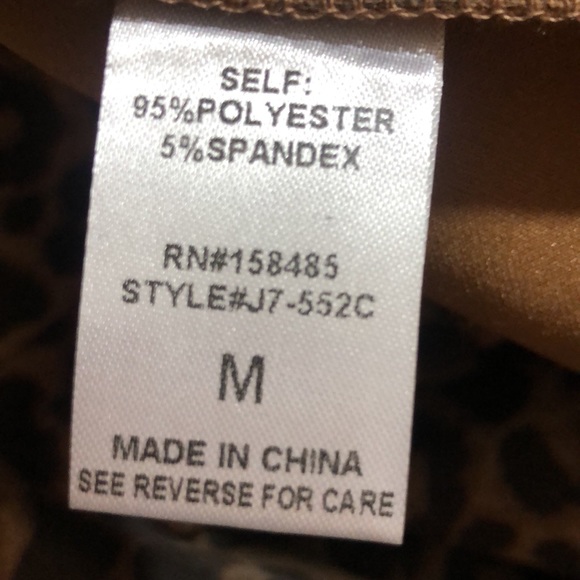 SELF:
95%POLYESTER
5%SPANDEX
RN#158485
STYLE#J7-552C
M
MADE IN CHINA
SEE REVERSE FOR CARE